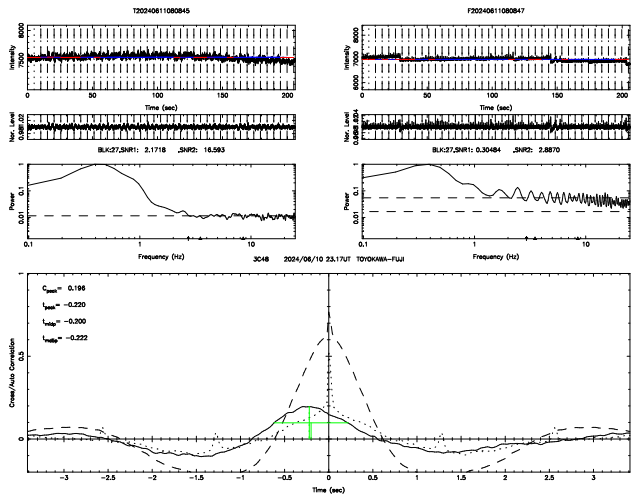 T20240611080845
F20240611080847
8000
7500
Intensity
0
50
100
150
200
Time (sec)
8000
7000
6000
Intensity
0
50
100
150
200
Time (sec)
Nor. Level
Nor. Level
BLK:27,SNR1: 2.1718 ,SNR2: 16.593
BLK:27,SNR1: 0.30484 ,SNR2: 2.8870
1
0.1
0.01
Power
0.1
1
10
Frequency (Hz)
1
0.1
0.01
Power
0.1
1
10
Frequency (Hz)
3C48 2024/06/10 23.17UT TOYOKAWA-FUJI
Cpeak= 0.196
tpeak= -0.220
tmidp= -0.200
1
0.5
0
Cross/Auto Correlation
-3
-2.5
-2
-1.5
-1
-0.5
0
0.5
1
1.5
2
2.5
3
Time (sec)